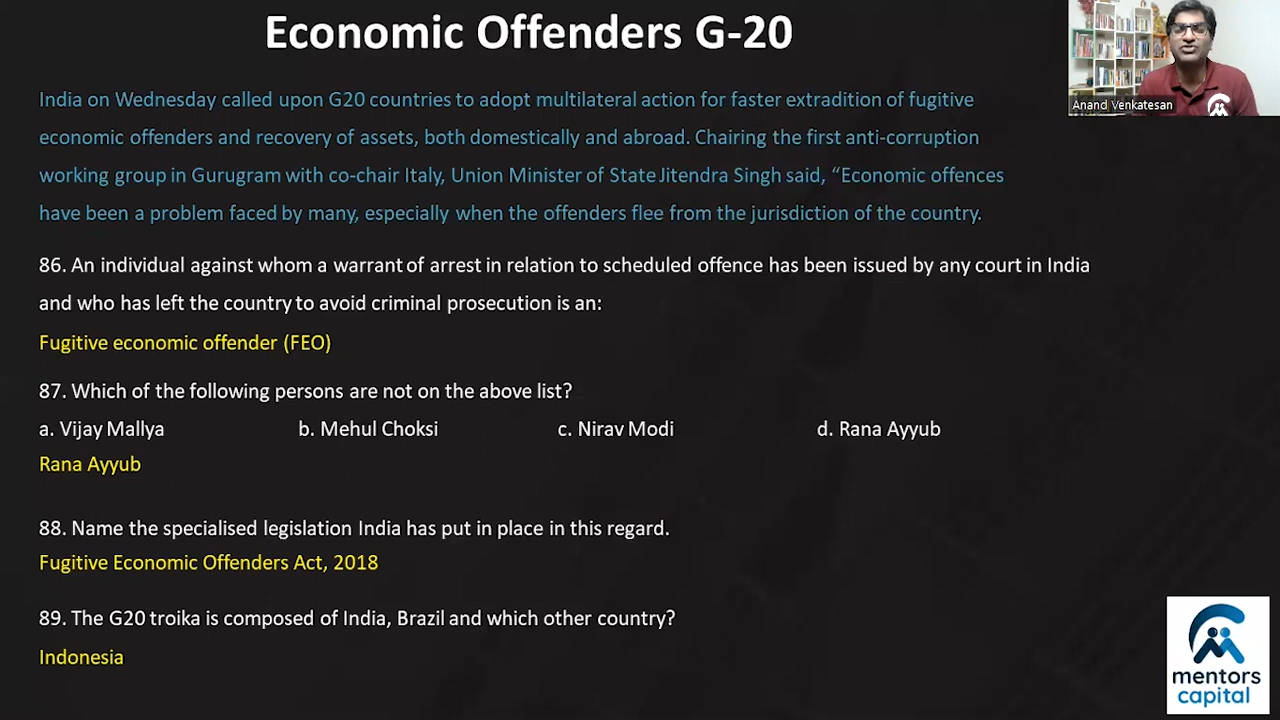 Economic Offenders G-20
Anand Venkatesan
India on Wednesday called upon G20 countries to adopt multilateral action for faster extradition of fugitive
economic offenders and recovery of assets, both domestically and abroad. Chairing the first anti-corruption
working group in Gurugram with co-chair Italy, Union Minister of State Jitendra Singh said, “Economic offences
have been a problem faced by many, especially when the offenders flee from the jurisdiction of the country.
86. An individual against whom a warrant of arrest in relation to scheduled offence has been issued by any court in India
and who has left the country to avoid criminal prosecution is an:
Fugitive economic offender (FEO)
87. Which of the following persons are not on the above list?
a. Vijay Mallya b. Mehul Choksi c. Nirav Modi d. Rana Ayyub
Rana Ayyub
88. Name the specialised legislation India has put in place in this regard.
Fugitive Economic Offenders Act, 2018
89. The G20 troika is composed of India, Brazil and which other country?
Indonesia
mentors
capital